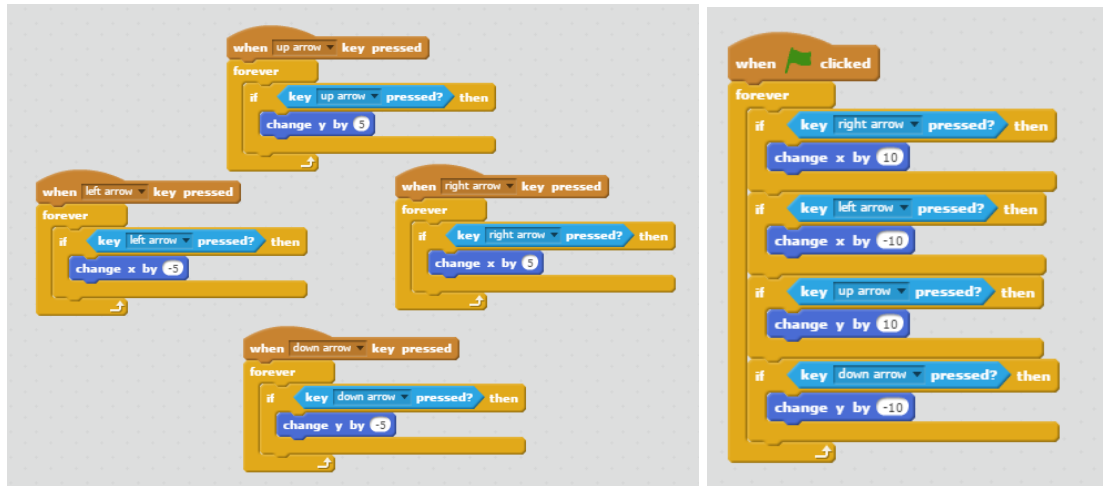 when up arrow key pressed
forever
if key up arrow pressed? then
change y by 5
when left arrow key pressed
forever
if key left arrow pressed? then
change x by -5
when right arrow key pressed
forever
if key right arrow pressed? then
change x by 5
when down arrow key pressed
forever
if key down arrow pressed? then
change y by -5
when clicked
forever
if key right arrow pressed? then
change x by 10
if key left arrow pressed? then
change x by -10
if key up arrow pressed? then
change y by 10
if key down arrow pressed? then
change y by -10